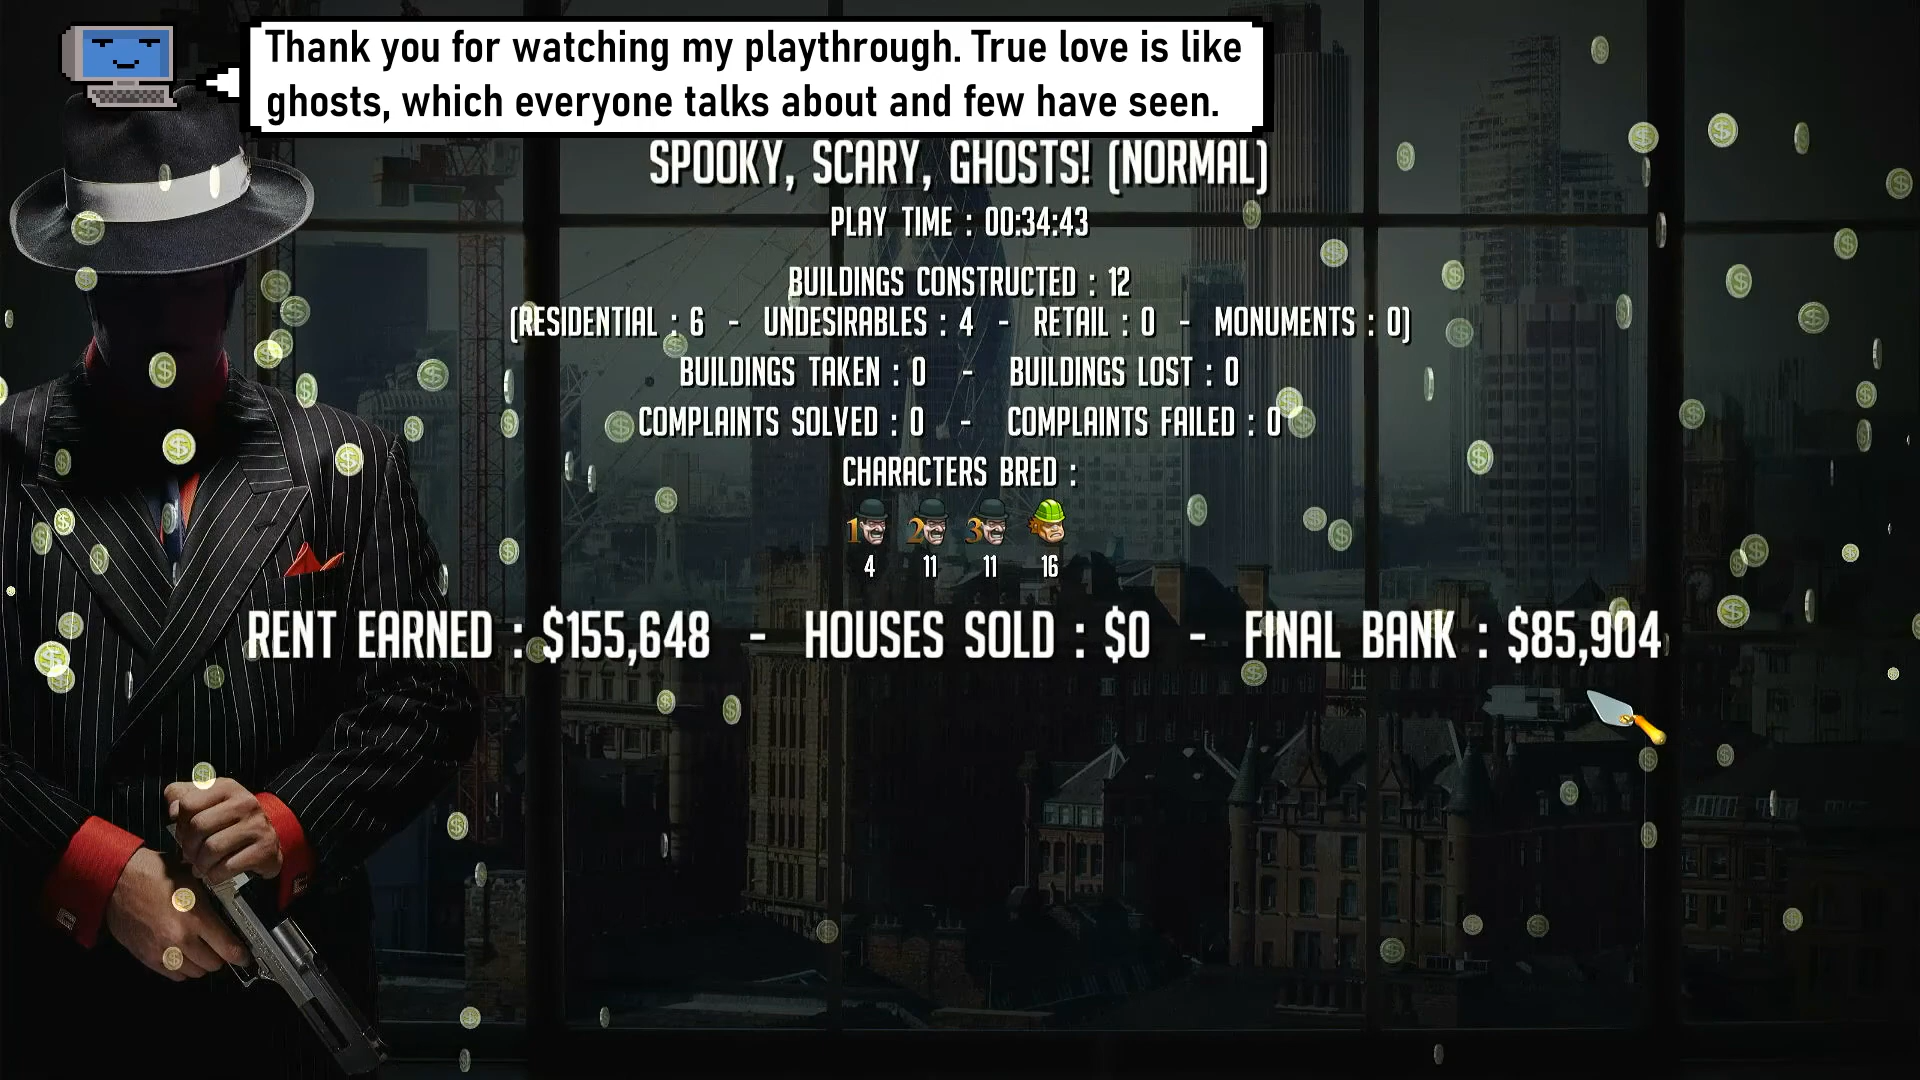 Thank you for watching my playthrough. True love is like
ghosts, which everyone talks about and few have seen.
SPOOKY, SCARY, GHOSTS! (NORMAL)
PLAY TIME : 00:34:43
BUILDINGS CONSTRUCTED : 12
(RESIDENTIAL : 6 - UNDESIRABLES : 4 - RETAIL : 0 - MONUMENTS : 0)
BUILDINGS TAKEN : 0 - BUILDINGS LOST : 0
COMPLAINTS SOLVED : 0 - COMPLAINTS FAILED : 0
CHARACTERS BRED :
1 2 3
4 11 11 16
RENT EARNED : $155,648 - HOUSES SOLD : $0 - FINAL BANK : $85,904